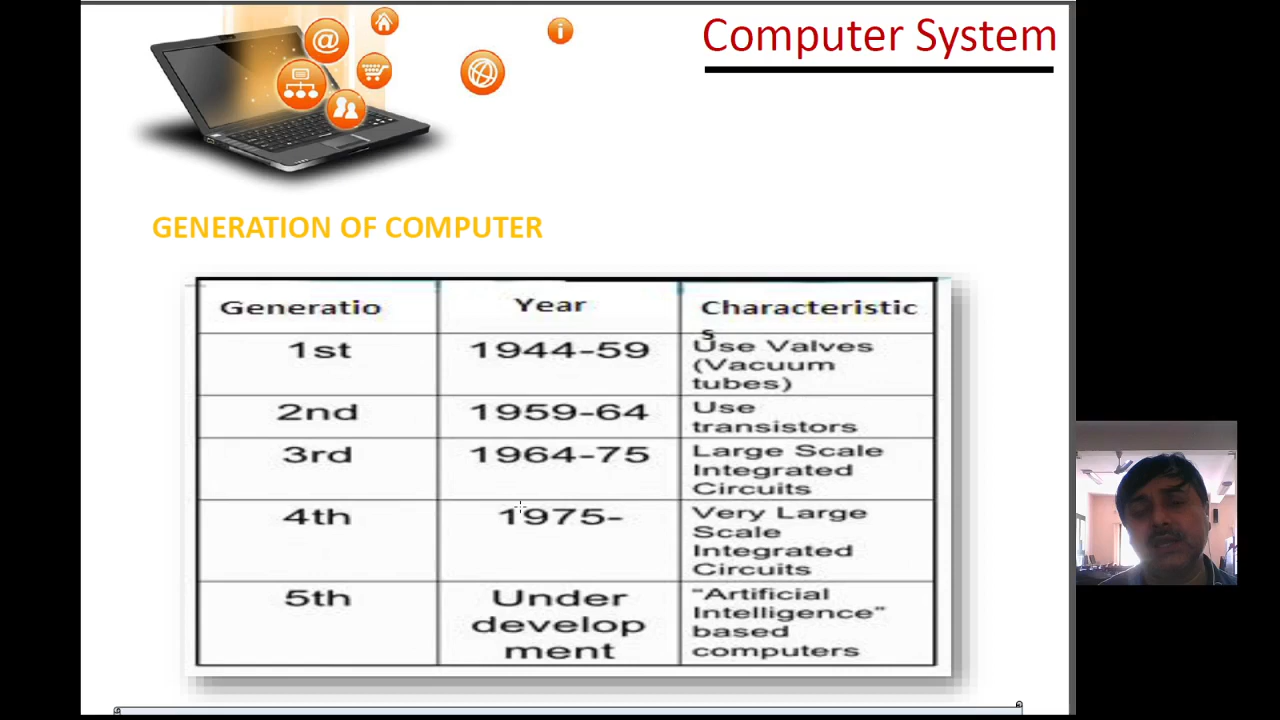 Computer System
GENERATION OF COMPUTER
Generatio
Year
Characteristic
s
1st
1944-59
Use Valves
(Vacuum
tubes)
2nd
1959-64
Use
transistors
3rd
1964-75
Large Scale
Integrated
Circuits
4th
1975-
Very Large
Scale
Integrated
Circuits
5th
Under
develop
ment
"Artificial
Intelligence"
based
computers